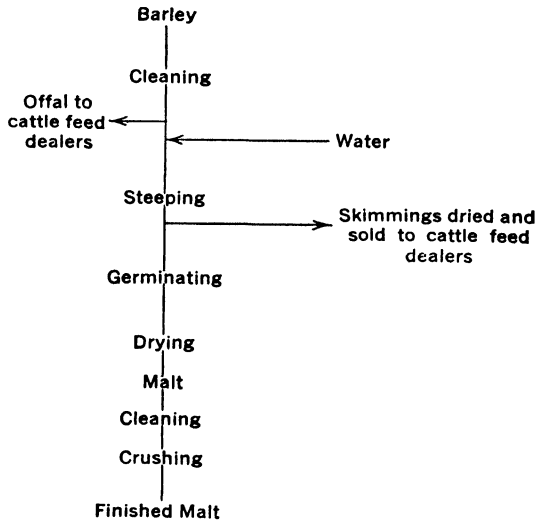 Barley
Cleaning
Offal to
cattle feed
dealers
Water
Steeping
Skimmings dried and
sold to cattle feed
dealers
Germinating
Drying
Malt
Cleaning
Crushing
Finished Malt